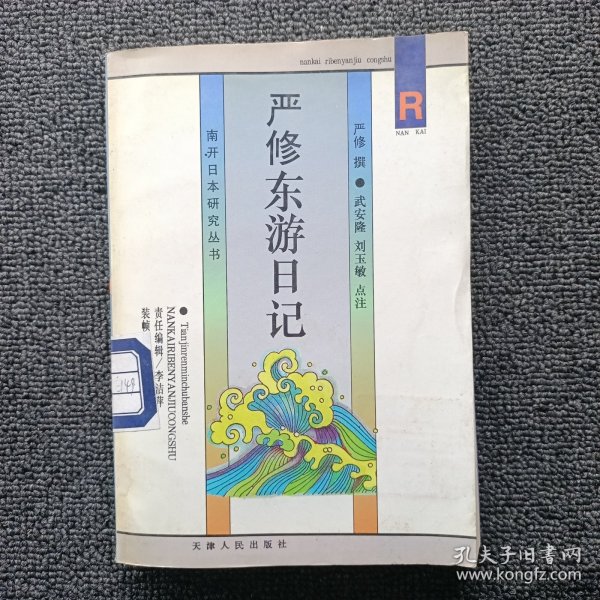 nankai ribenyanjiu congshu
R
NAN KAI
严修东游日记
严修 撰 ● 武安隆 刘玉敏 点注
南开日本研究丛书
● Tianjinrenminchubanshe
NANKAIRIBENYANJIUCONGSHU
责任编辑/李洁萍
装帧
149
天津人民出版社
孔夫子旧书网
www.kongfz.com